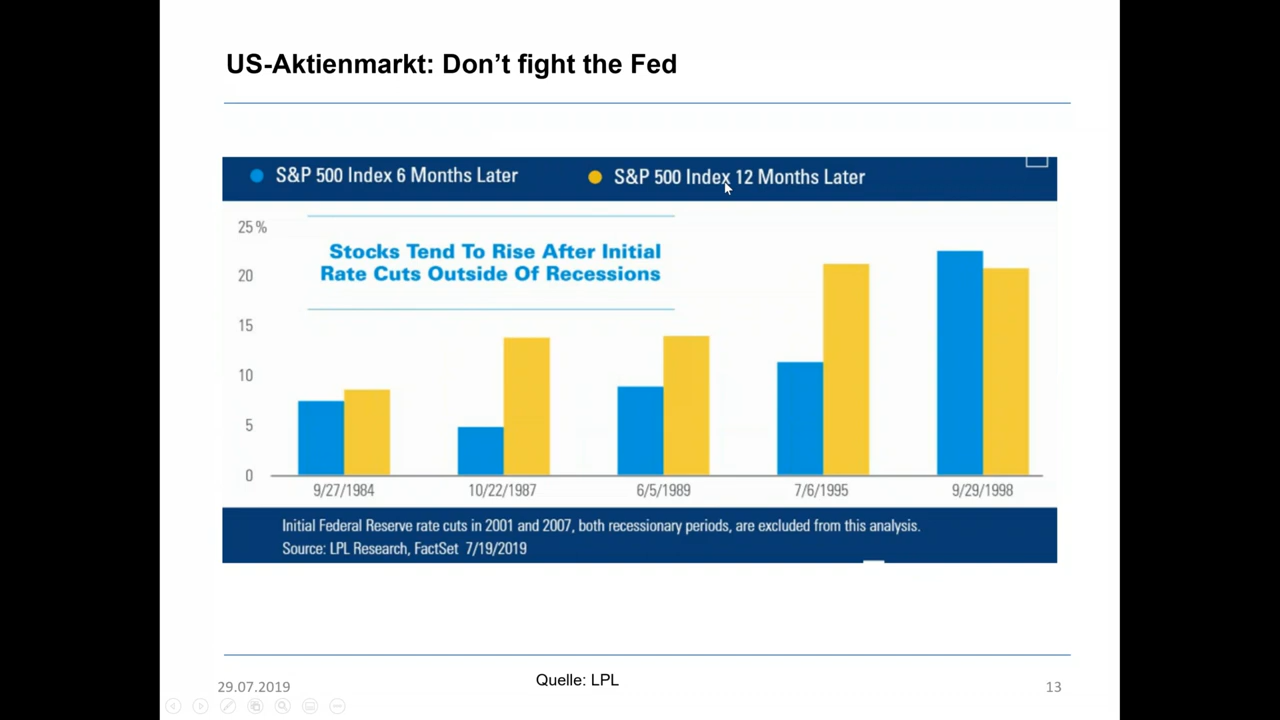 US-Aktienmarkt: Don’t fight the Fed
S&P 500 Index 6 Months Later
S&P 500 Index 12 Months Later
25 %
Stocks Tend To Rise After Initial
Rate Cuts Outside Of Recessions
20
15
10
5
0
9/27/1984
10/22/1987
6/5/1989
7/6/1995
9/29/1998
Initial Federal Reserve rate cuts in 2001 and 2007, both recessionary periods, are excluded from this analysis.
Source: LPL Research, FactSet 7/19/2019
29.07.2019
Quelle: LPL
13